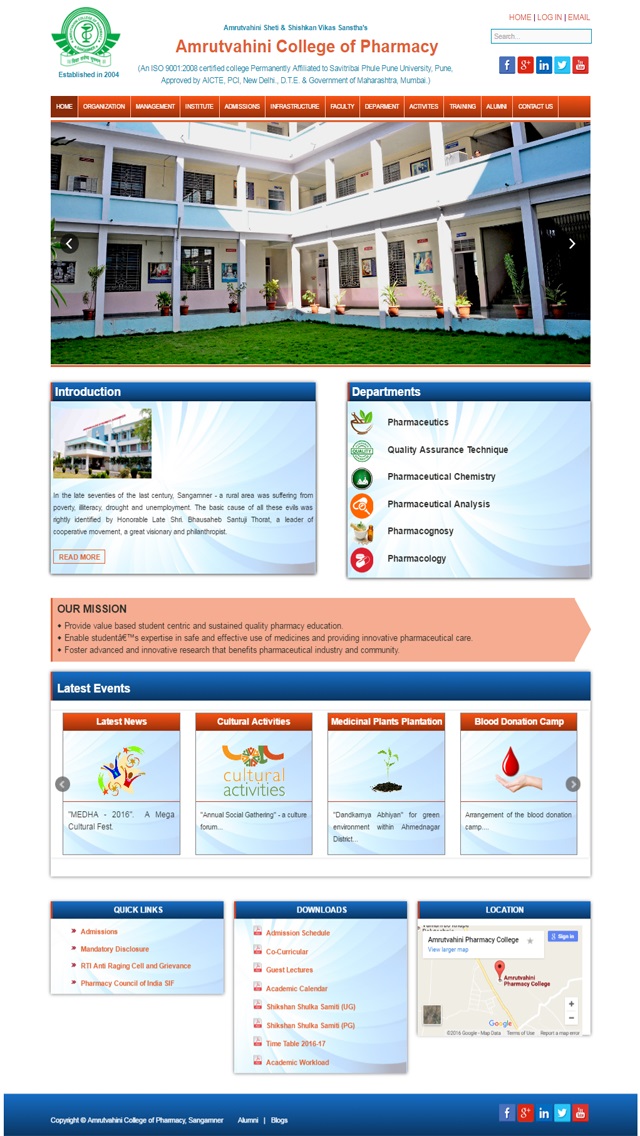 Amrutvahini Sheti & Shishkan Vikas Sanstha's
Amrutvahini College of Pharmacy
(An ISO 9001:2008 certified college Permanently Affiliated to Savitribai Phule Pune University, Pune,
Approved by AICTE, PCI, New Delhi , D.T.E. & Government of Maharashtra, Mumbai.)
Established in 2004
HOME | LOG IN | EMAIL
Search...
HOME ORGANIZATION MANAGEMENT INSTITUTE ADMISSIONS INFRASTRUCTURE FACULTY DEPARMENT ACTIVITES TRAINING ALUMNI CONTACT US
Introduction
In the late seventies of the last century, Sangamner - a rural area was suffering from
poverty, illiteracy, drought and unemployment. The basic cause of all these evils was
rightly identified by Honorable Late Shri. Bhausaheb Santuji Thorat, a leader of
cooperative movement, a great visionary and philanthropist.
READ MORE
Departments
Pharmaceutics
Quality Assurance Technique
Pharmaceutical Chemistry
Pharmaceutical Analysis
Pharmacognosy
Pharmacology
OUR MISSION
• Provide value based student centric and sustained quality pharmacy education.
• Enable studentâ€™s expertise in safe and effective use of medicines and providing innovative pharmaceutical care.
• Foster advanced and innovative research that benefits pharmaceutical industry and community.
Latest Events
Latest News
"MEDHA - 2016". A Mega
Cultural Fest.
Cultural Activities
cultural
activities
"Annual Social Gathering" - a culture
forum...
Medicinal Plants Plantation
"Dandkarnya Abhiyan" for green
environment within Ahmednagar
District...
Blood Donation Camp
Arrangement of the blood donation
camp....
QUICK LINKS
Admissions
Mandatory Disclosure
RTI Anti Raging Cell and Grievance
Pharmacy Council of India SIF
DOWNLOADS
Admission Schedule
Co-Curricular
Guest Lectures
Academic Calendar
Shikshan Shulka Samiti (UG)
Shikshan Shulka Samiti (PG)
Time Table 2016-17
Academic Workload
LOCATION
Amrutvahini Pharmacy College
View larger map
Sign in
Amrutvahini
Pharmacy College
Google
©2016 Google - Map Data Terms of Use Report a map error
Copyright © Amrutvahini College of Pharmacy, Sangamner Alumni | Blogs